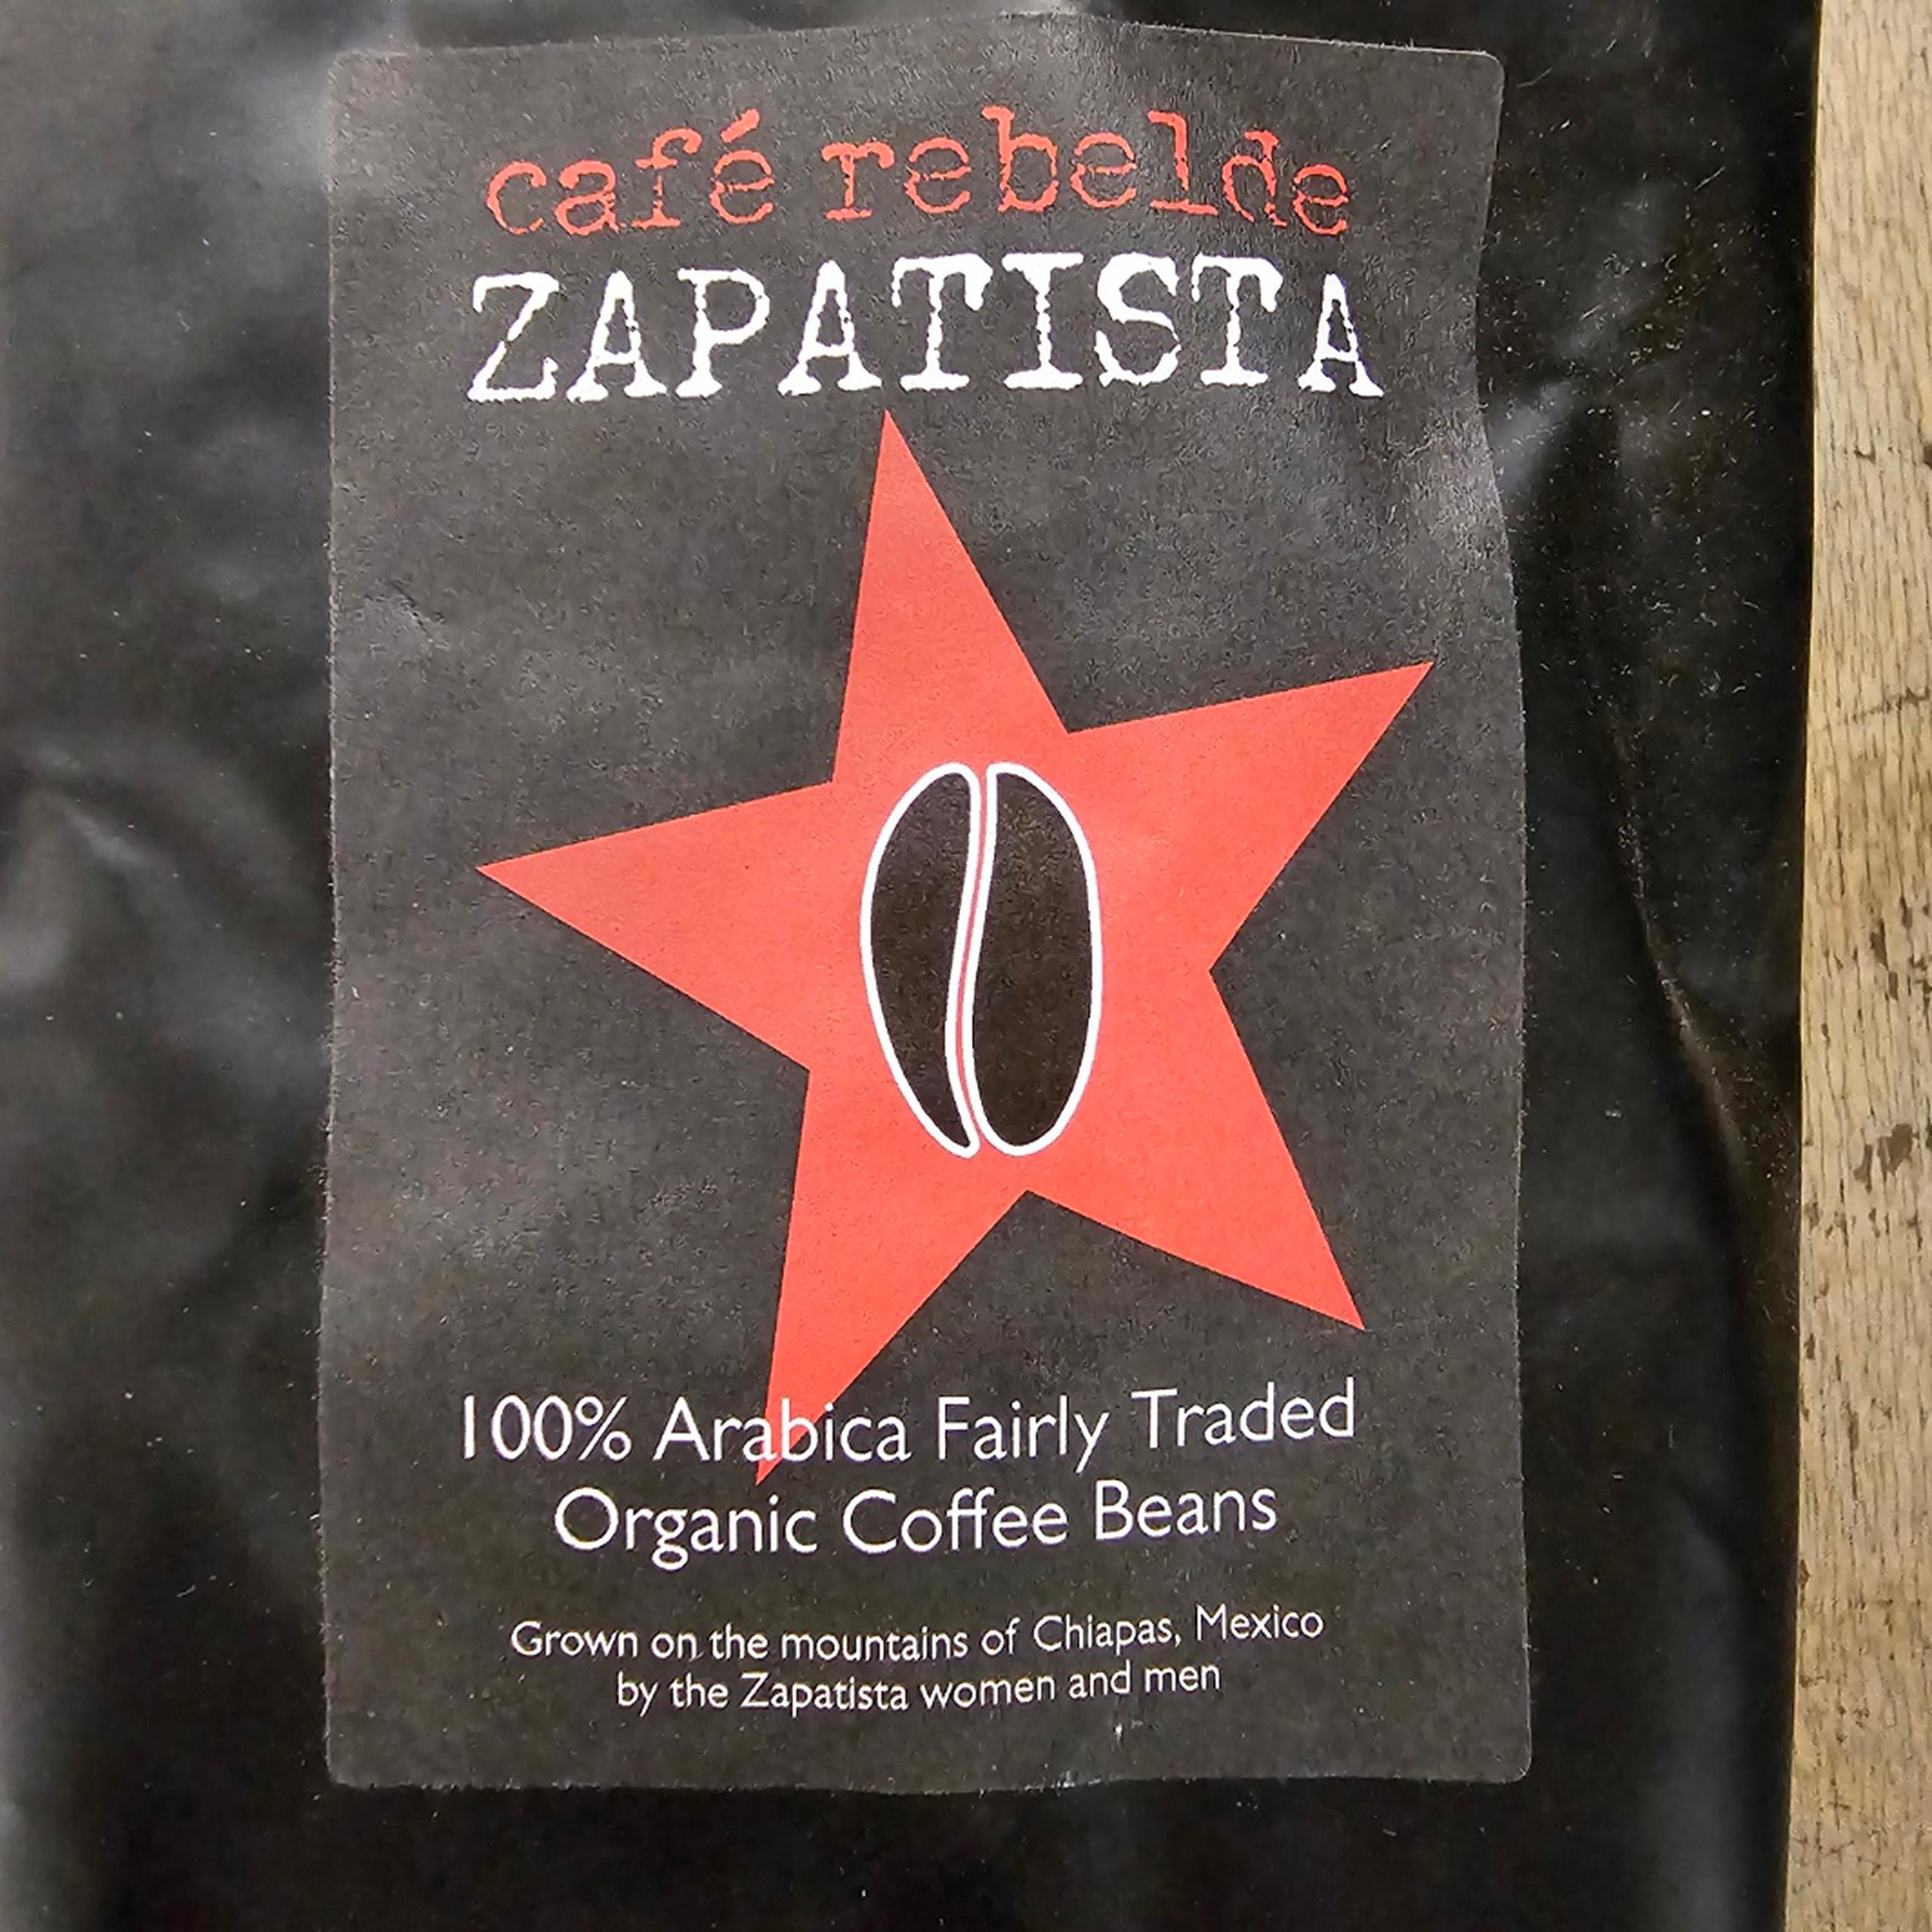 café rebelde
ZAPATISTA
100% Arabica Fairly Traded
Organic Coffee Beans
Grown on the mountains of Chiapas, Mexico
by the Zapatista women and men